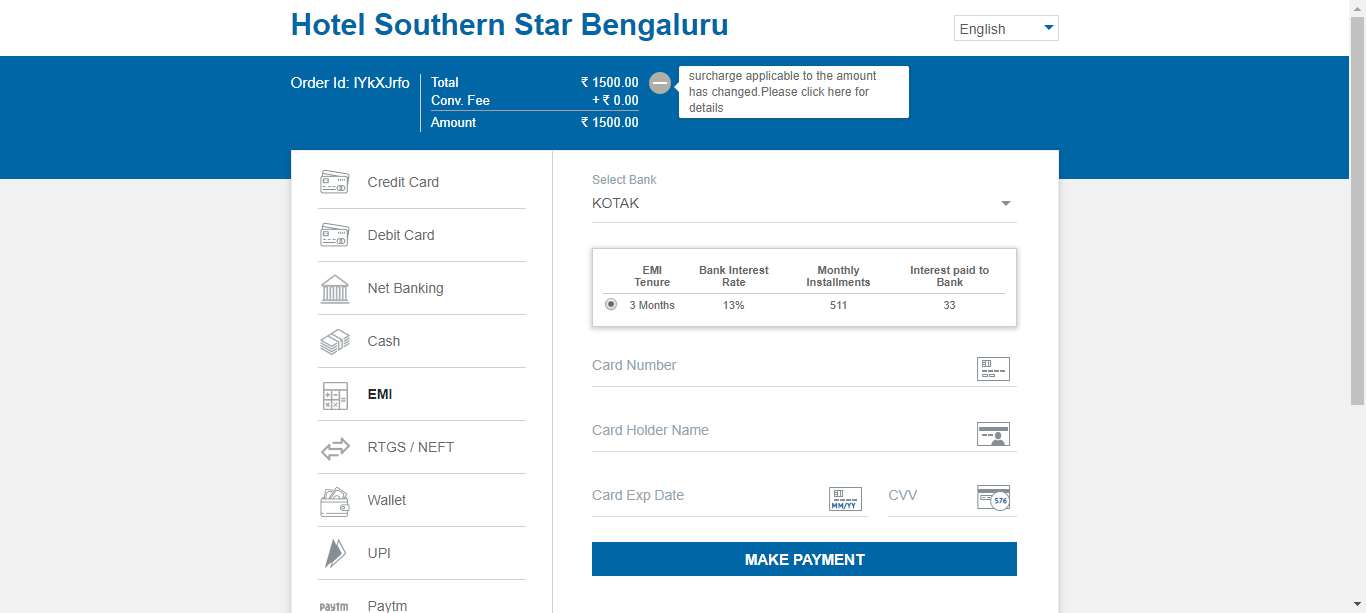 Hotel Southern Star Bengaluru
English
Order Id: IYkXJrfo
Total ₹ 1500.00
Conv. Fee + ₹ 0.00
Amount ₹ 1500.00
surcharge applicable to the amount
has changed.Please click here for
details
Credit Card
Debit Card
Net Banking
Cash
EMI
RTGS / NEFT
Wallet
UPI
Paytm Paytm
Select Bank
KOTAK
EMI Tenure Bank Interest Rate Monthly Installments Interest paid to Bank
3 Months 13% 511 33
Card Number
Card Holder Name
Card Exp Date MM/YY CVV 576
MAKE PAYMENT